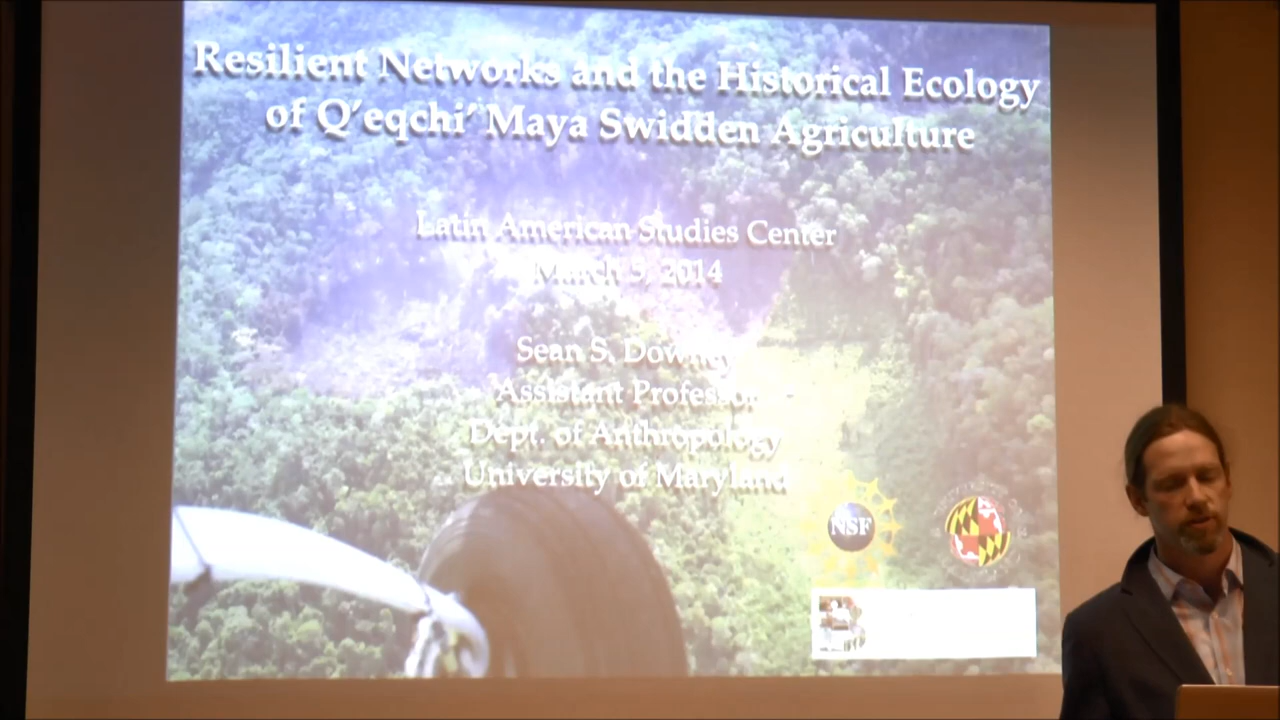 Resilient Networks and the Historical Ecology
of Q'eqchi' Maya Swidden Agriculture
Latin American Studies Center
March 5, 2014
Sean S. Downey
Assistant Professor
Dept. of Anthropology
University of Maryland
NSF